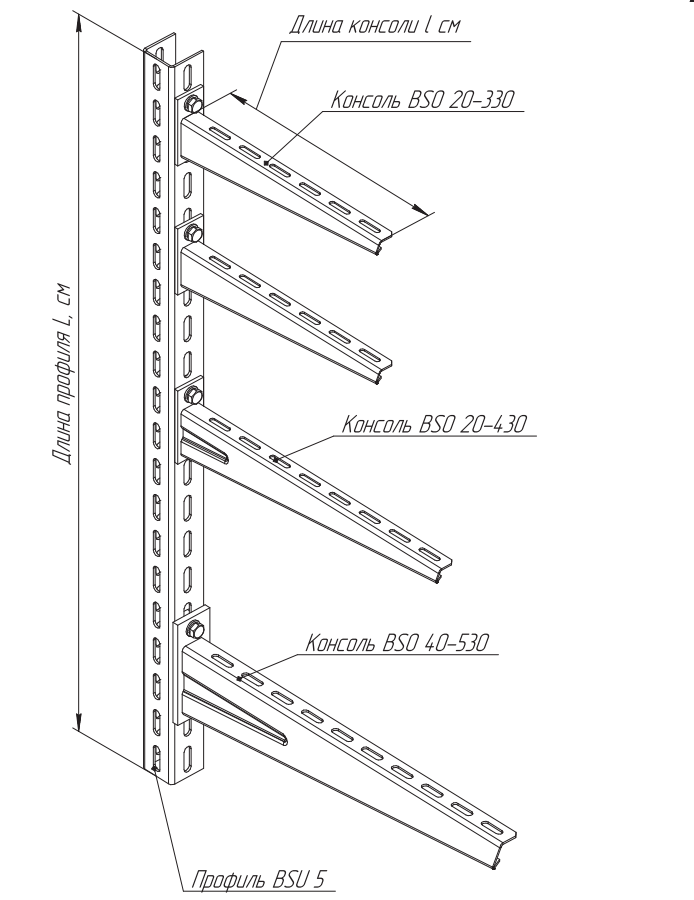 Длина консоли l см
Консоль BSO 20-330
Длина профиля L, см
Консоль BSO 20-430
Консоль BSO 40-530
Профиль BSU 5